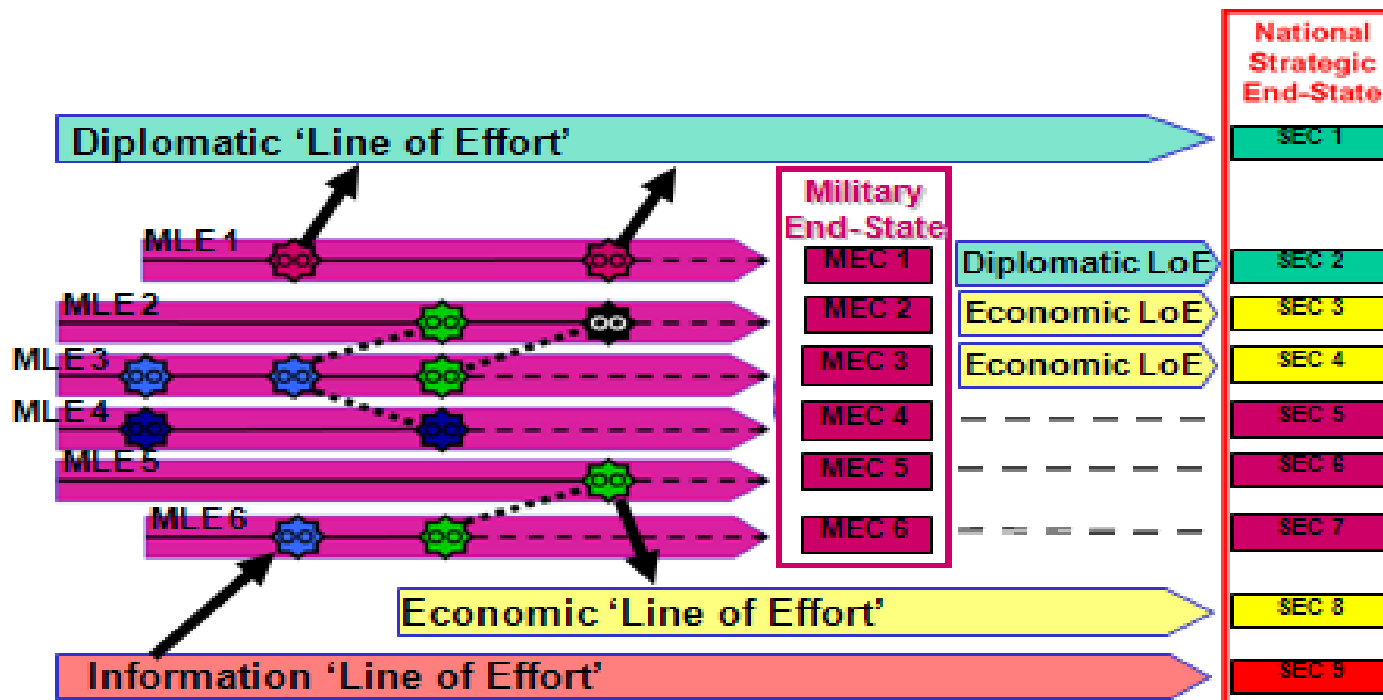 National
Strategic
End-State
Diplomatic ‘Line of Effort’
SEC 1
Military
End-State
MLE 1
MEC 1
Diplomatic LoE
SEC 2
MLE 2
MEC 2
Economic LoE
SEC 3
MLE 3
MEC 3
Economic LoE
SEC 4
MLE 4
MEC 4
SEC 5
MLE 5
MEC 5
SEC 6
MLE 6
MEC 6
SEC 7
Economic ‘Line of Effort’
SEC 8
Information ‘Line of Effort’
SEC 9